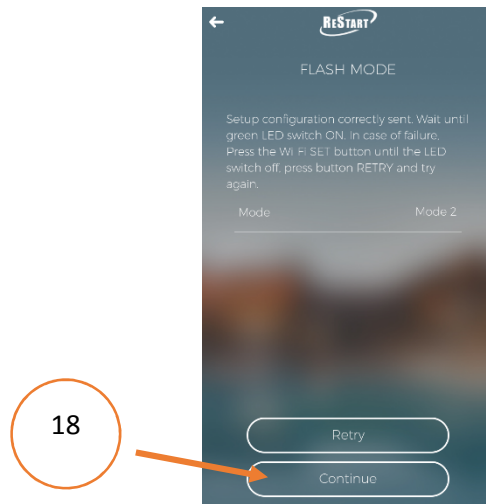 ReStart
FLASH MODE
Setup configuration correctly sent. Wait until
green LED switch ON. In case of failure,
Press the Wi Fi SET button until the LED
switch off, press button RETRY and try
again.
Mode Mode 2
18
Retry
Continue